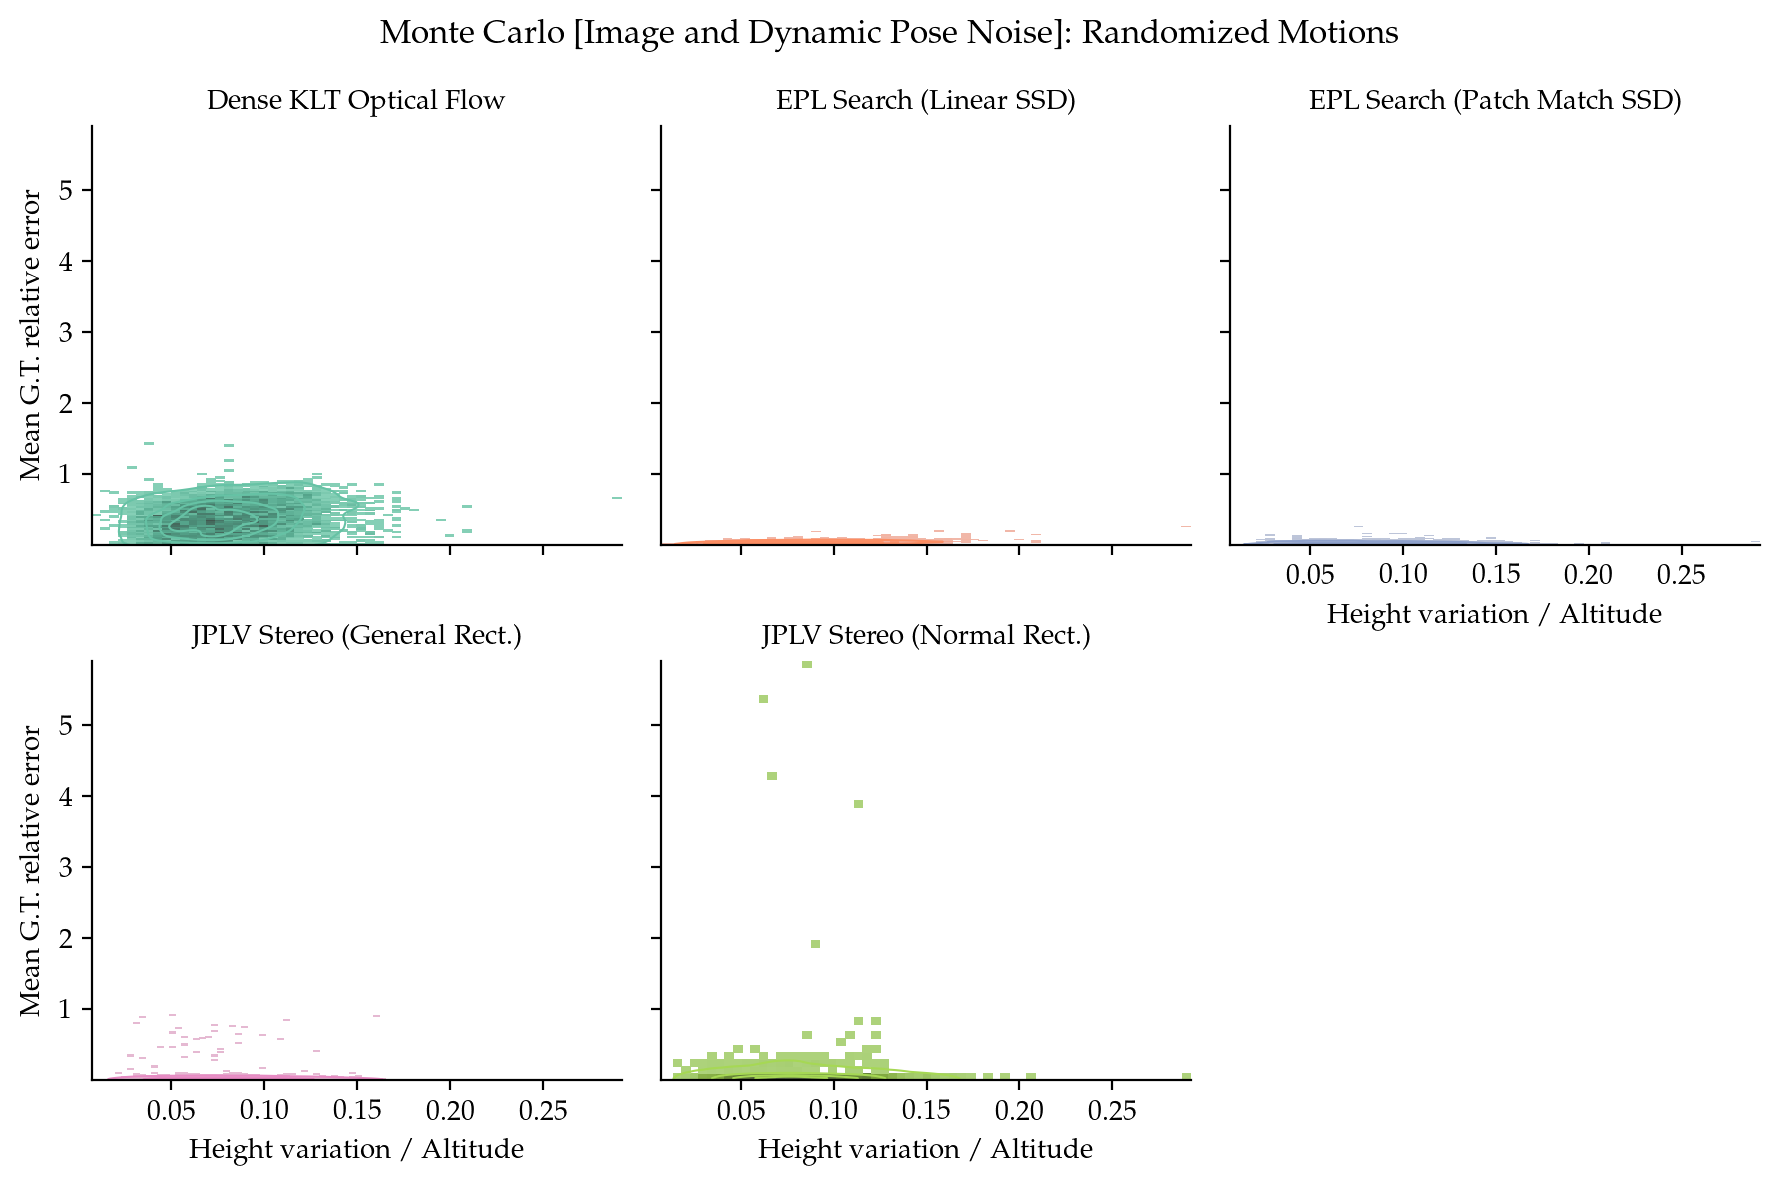 Monte Carlo [Image and Dynamic Pose Noise]: Randomized Motions
Dense KLT Optical Flow
EPL Search (Linear SSD)
EPL Search (Patch Match SSD)
Mean G.T. relative error
5
4
3
2
1
0.05 0.10 0.15 0.20 0.25
Height variation / Altitude
JPLV Stereo (General Rect.)
JPLV Stereo (Normal Rect.)
Mean G.T. relative error
5
4
3
2
1
0.05 0.10 0.15 0.20 0.25
0.05 0.10 0.15 0.20 0.25
Height variation / Altitude
Height variation / Altitude